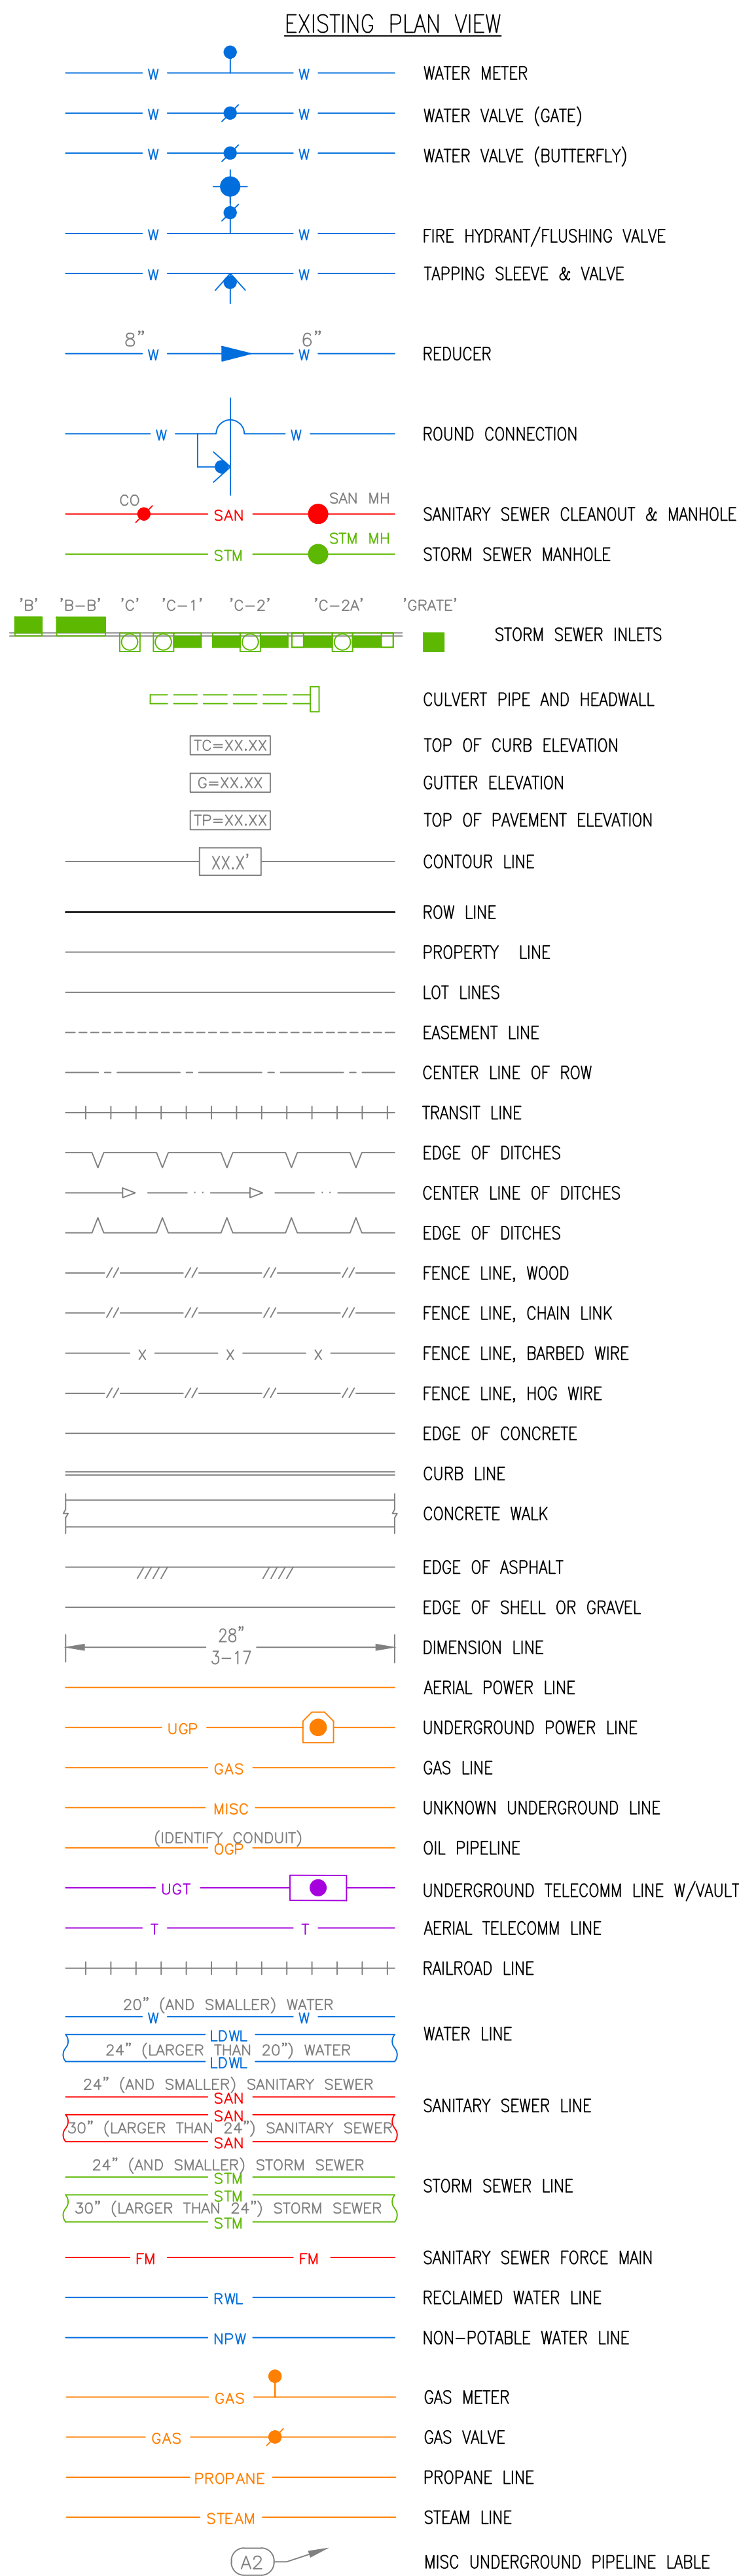 EXISTING PLAN VIEW
W W WATER METER
W W WATER VALVE (GATE)
W W WATER VALVE (BUTTERFLY)
W W FIRE HYDRANT/FLUSHING VALVE
W W TAPPING SLEEVE & VALVE
8" 6"
W W REDUCER
W W ROUND CONNECTION
CO SAN MH
SAN SANITARY SEWER CLEANOUT & MANHOLE
STM MH
STM STORM SEWER MANHOLE
'B' 'B-B' 'C' 'C-1' 'C-2' 'C-2A' 'GRATE'
STORM SEWER INLETS
CULVERT PIPE AND HEADWALL
TC=XX.XX TOP OF CURB ELEVATION
G=XX.XX GUTTER ELEVATION
TP=XX.XX TOP OF PAVEMENT ELEVATION
XX.X' CONTOUR LINE
ROW LINE
PROPERTY LINE
LOT LINES
EASEMENT LINE
CENTER LINE OF ROW
TRANSIT LINE
EDGE OF DITCHES
CENTER LINE OF DITCHES
EDGE OF DITCHES
FENCE LINE, WOOD
FENCE LINE, CHAIN LINK
X X X FENCE LINE, BARBED WIRE
FENCE LINE, HOG WIRE
EDGE OF CONCRETE
CURB LINE
CONCRETE WALK
EDGE OF ASPHALT
EDGE OF SHELL OR GRAVEL
28"
3-17
DIMENSION LINE
AERIAL POWER LINE
UGP UNDERGROUND POWER LINE
GAS GAS LINE
MISC UNKNOWN UNDERGROUND LINE
(IDENTIFY CONDUIT)
OGP OIL PIPELINE
UGT UNDERGROUND TELECOMM LINE W/VAULT
T T AERIAL TELECOMM LINE
RAILROAD LINE
20" (AND SMALLER) WATER
W W
LDWL
24" (LARGER THAN 20") WATER
LDWL
WATER LINE
24" (AND SMALLER) SANITARY SEWER
SAN
SAN
30" (LARGER THAN 24") SANITARY SEWER
SAN
SANITARY SEWER LINE
24" (AND SMALLER) STORM SEWER
STM
STM
30" (LARGER THAN 24") STORM SEWER
STM
STORM SEWER LINE
FM FM SANITARY SEWER FORCE MAIN
RWL RECLAIMED WATER LINE
NPW NON-POTABLE WATER LINE
GAS GAS METER
GAS GAS VALVE
PROPANE PROPANE LINE
STEAM STEAM LINE
A2 MISC UNDERGROUND PIPELINE LABLE